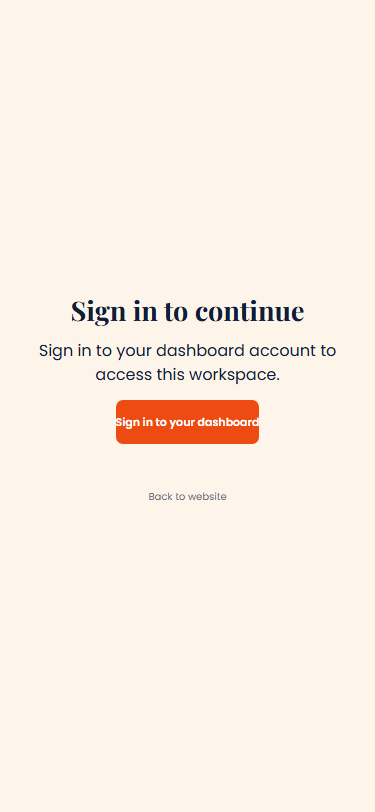 Sign in to continue
Sign in to your dashboard account to
access this workspace.
Sign in to your dashboard
Back to website